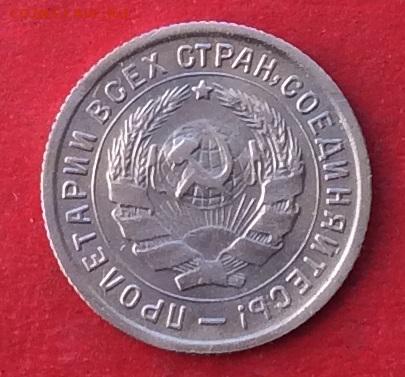 ПРОЛЕТАРИИ ВСЕХ СТРАН, СОЕДИНЯЙТЕСЬ! —